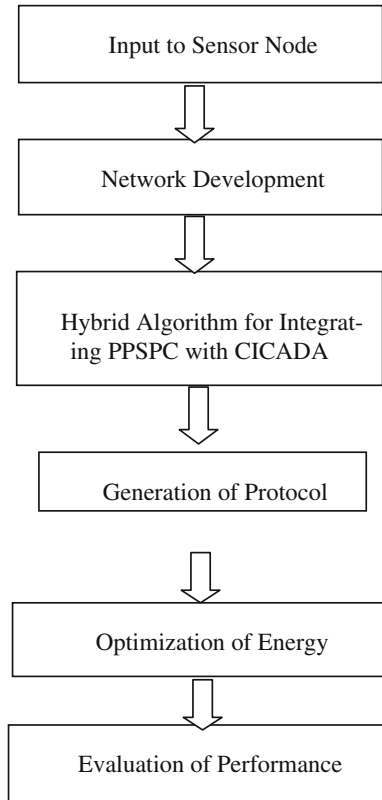 Input to Sensor Node
Network Development
Hybrid Algorithm for Integrat-
ing PPSPC with CICADA
Generation of Protocol
Optimization of Energy
Evaluation of Performance